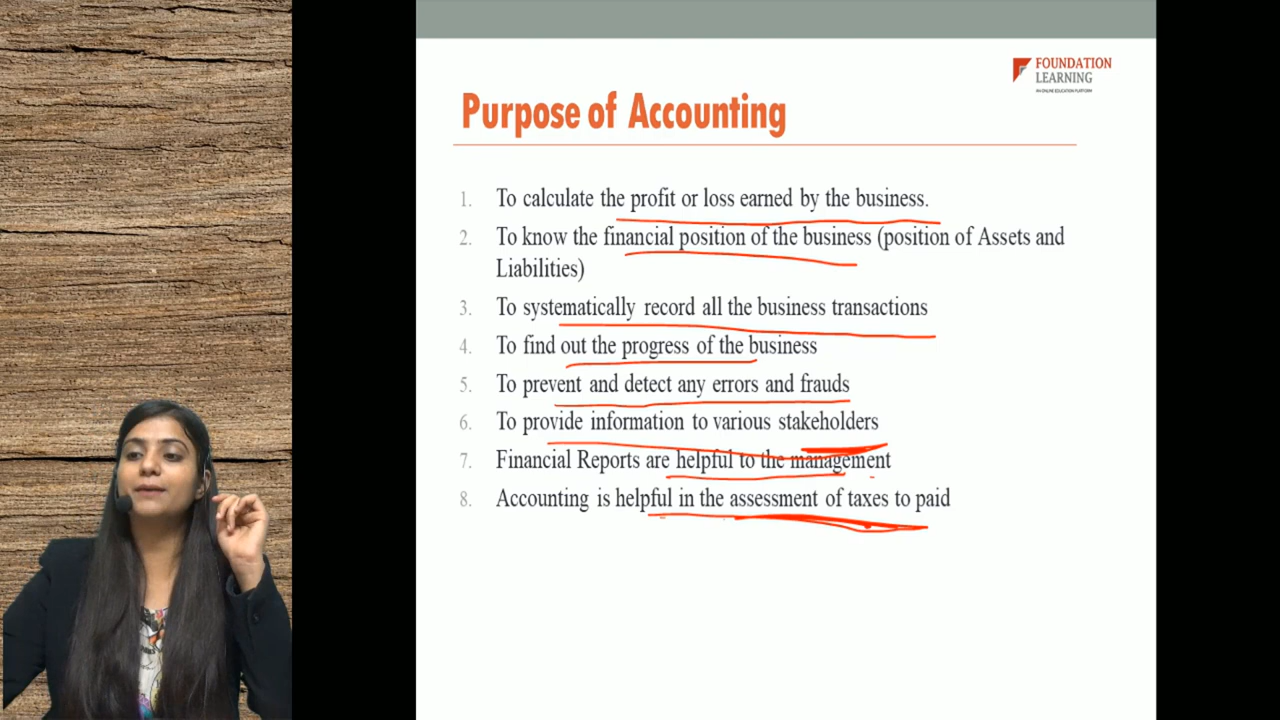 FOUNDATION
LEARNING
AN ONLINE EDUCATION PLATFORM
Purpose of Accounting
1. To calculate the profit or loss earned by the business.
2. To know the financial position of the business (position of Assets and
Liabilities)
3. To systematically record all the business transactions
4. To find out the progress of the business
5. To prevent and detect any errors and frauds
6. To provide information to various stakeholders
7. Financial Reports are helpful to the management
8. Accounting is helpful in the assessment of taxes to paid